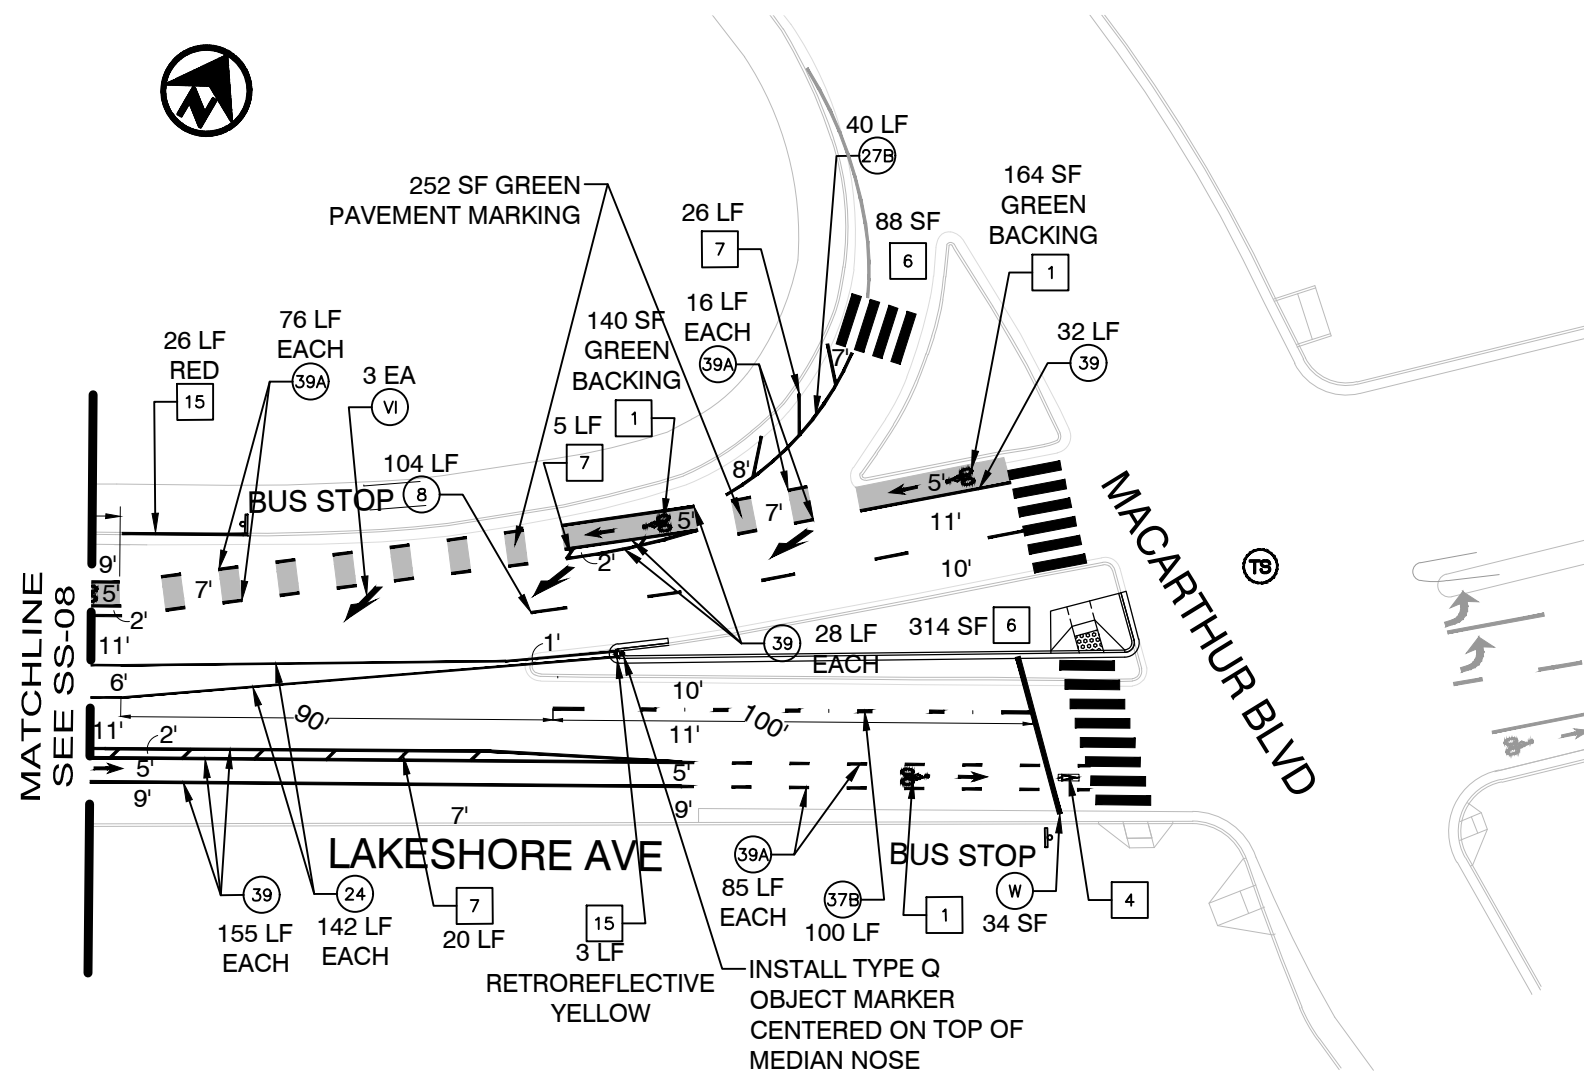 N
40 LF
27B
164 SF
GREEN
BACKING
1
252 SF GREEN
PAVEMENT MARKING
26 LF
7
88 SF
6
16 LF
EACH
39A
140 SF
GREEN
BACKING
1
32 LF
39
76 LF
EACH
39A
26 LF
RED
15
3 EA
VI
5 LF
7
104 LF
8
BUS STOP
7'
8'
5'
5'
7'
11'
2'
10'
9'
5'
7'
2'
11'
MACARTHUR BLVD
TS
MATCHLINE
SEE SS-08
1'
39
28 LF
EACH
314 SF
6
6'
10'
90'
100'
11'
2'
11'
5'
5'
9'
9'
7'
LAKESHORE AVE
BUS STOP
39
155 LF
EACH
24
142 LF
EACH
7
20 LF
15
3 LF
RETROREFLECTIVE
YELLOW
39A
85 LF
EACH
37B
100 LF
1
W
34 SF
4
INSTALL TYPE Q
OBJECT MARKER
CENTERED ON TOP OF
MEDIAN NOSE